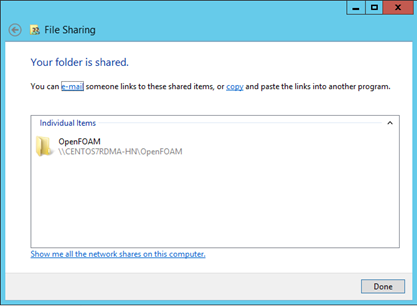 File Sharing
Your folder is shared.
You can e-mail someone links to these shared items, or copy and paste the links into another program.
Individual Items
OpenFOAM
\\CENTOS7RDMA-HN\OpenFOAM
Show me all the network shares on this computer.
Done